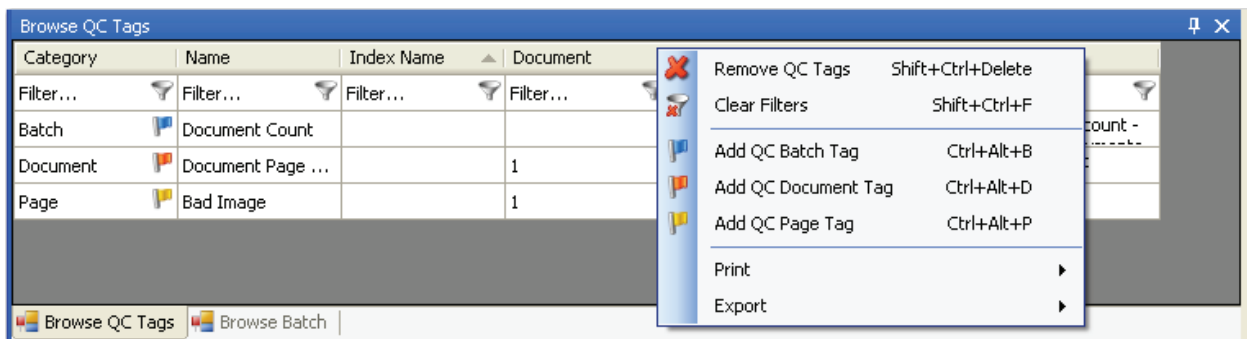 Browse QC Tags
Category Name Index Name Document
Filter... Filter... Filter... Filter...
Batch Document Count ount -
Document Document Page ... 1
Page Bad Image 1
Remove QC Tags Shift+Ctrl+Delete
Clear Filters Shift+Ctrl+F
Add QC Batch Tag Ctrl+Alt+B
Add QC Document Tag Ctrl+Alt+D
Add QC Page Tag Ctrl+Alt+P
Print
Export
Browse QC Tags Browse Batch